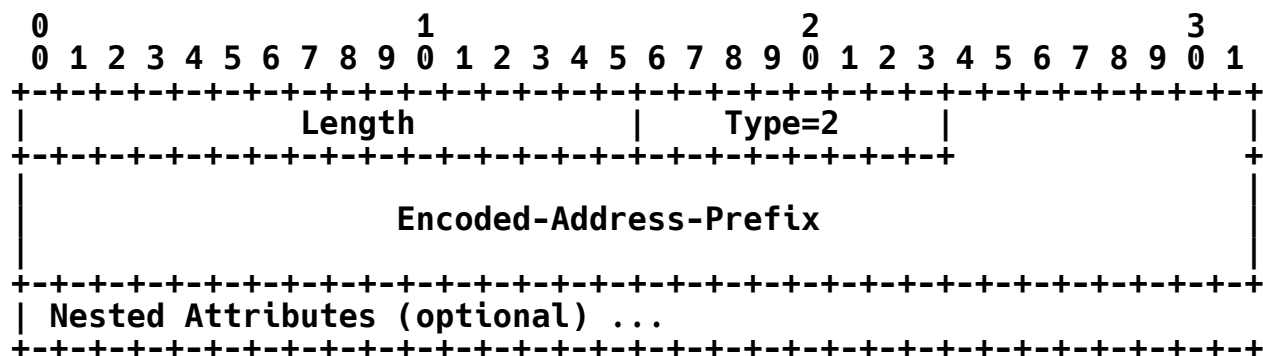 0                   1                   2                   3
 0 1 2 3 4 5 6 7 8 9 0 1 2 3 4 5 6 7 8 9 0 1 2 3 4 5 6 7 8 9 0 1
+-+-+-+-+-+-+-+-+-+-+-+-+-+-+-+-+-+-+-+-+-+-+-+-+-+-+-+-+-+-+-+-+
|              Length           |    Type=2     |               |
+-+-+-+-+-+-+-+-+-+-+-+-+-+-+-+-+-+-+-+-+-+-+-+-+               +
|                                                               |
|                   Encoded-Address-Prefix                      |
|                                                               |
+-+-+-+-+-+-+-+-+-+-+-+-+-+-+-+-+-+-+-+-+-+-+-+-+-+-+-+-+-+-+-+-+
| Nested Attributes (optional) ...
+-+-+-+-+-+-+-+-+-+-+-+-+-+-+-+-+-+-+-+-+-+-+-+-+-+-+-+-+-+-+-+-+